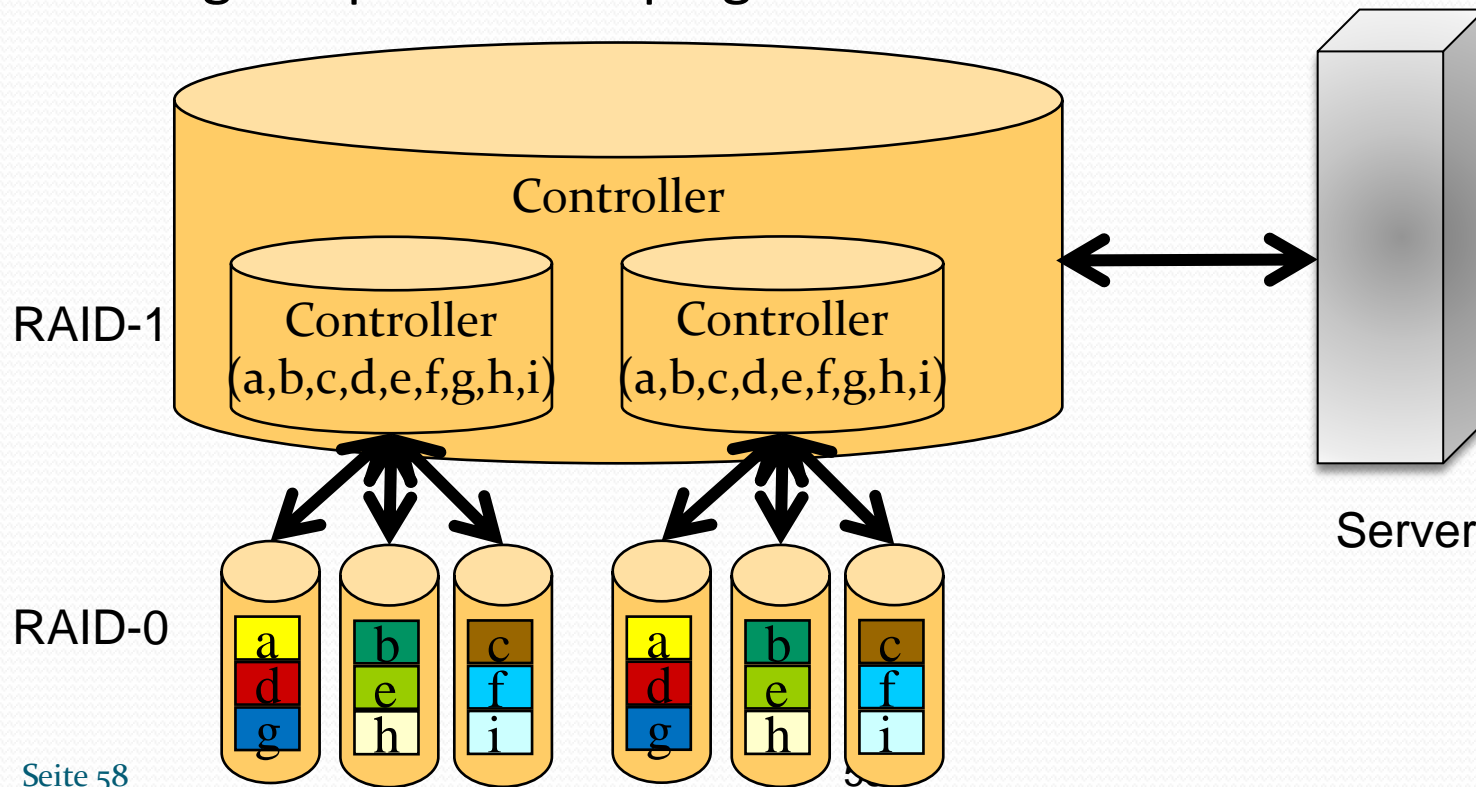 Controller
RAID-1
Controller
(a,b,c,d,e,f,g,h,i)
Controller
(a,b,c,d,e,f,g,h,i)
Server
RAID-0
a b c a b c
d e f d e f
g h i g h i
Seite 58